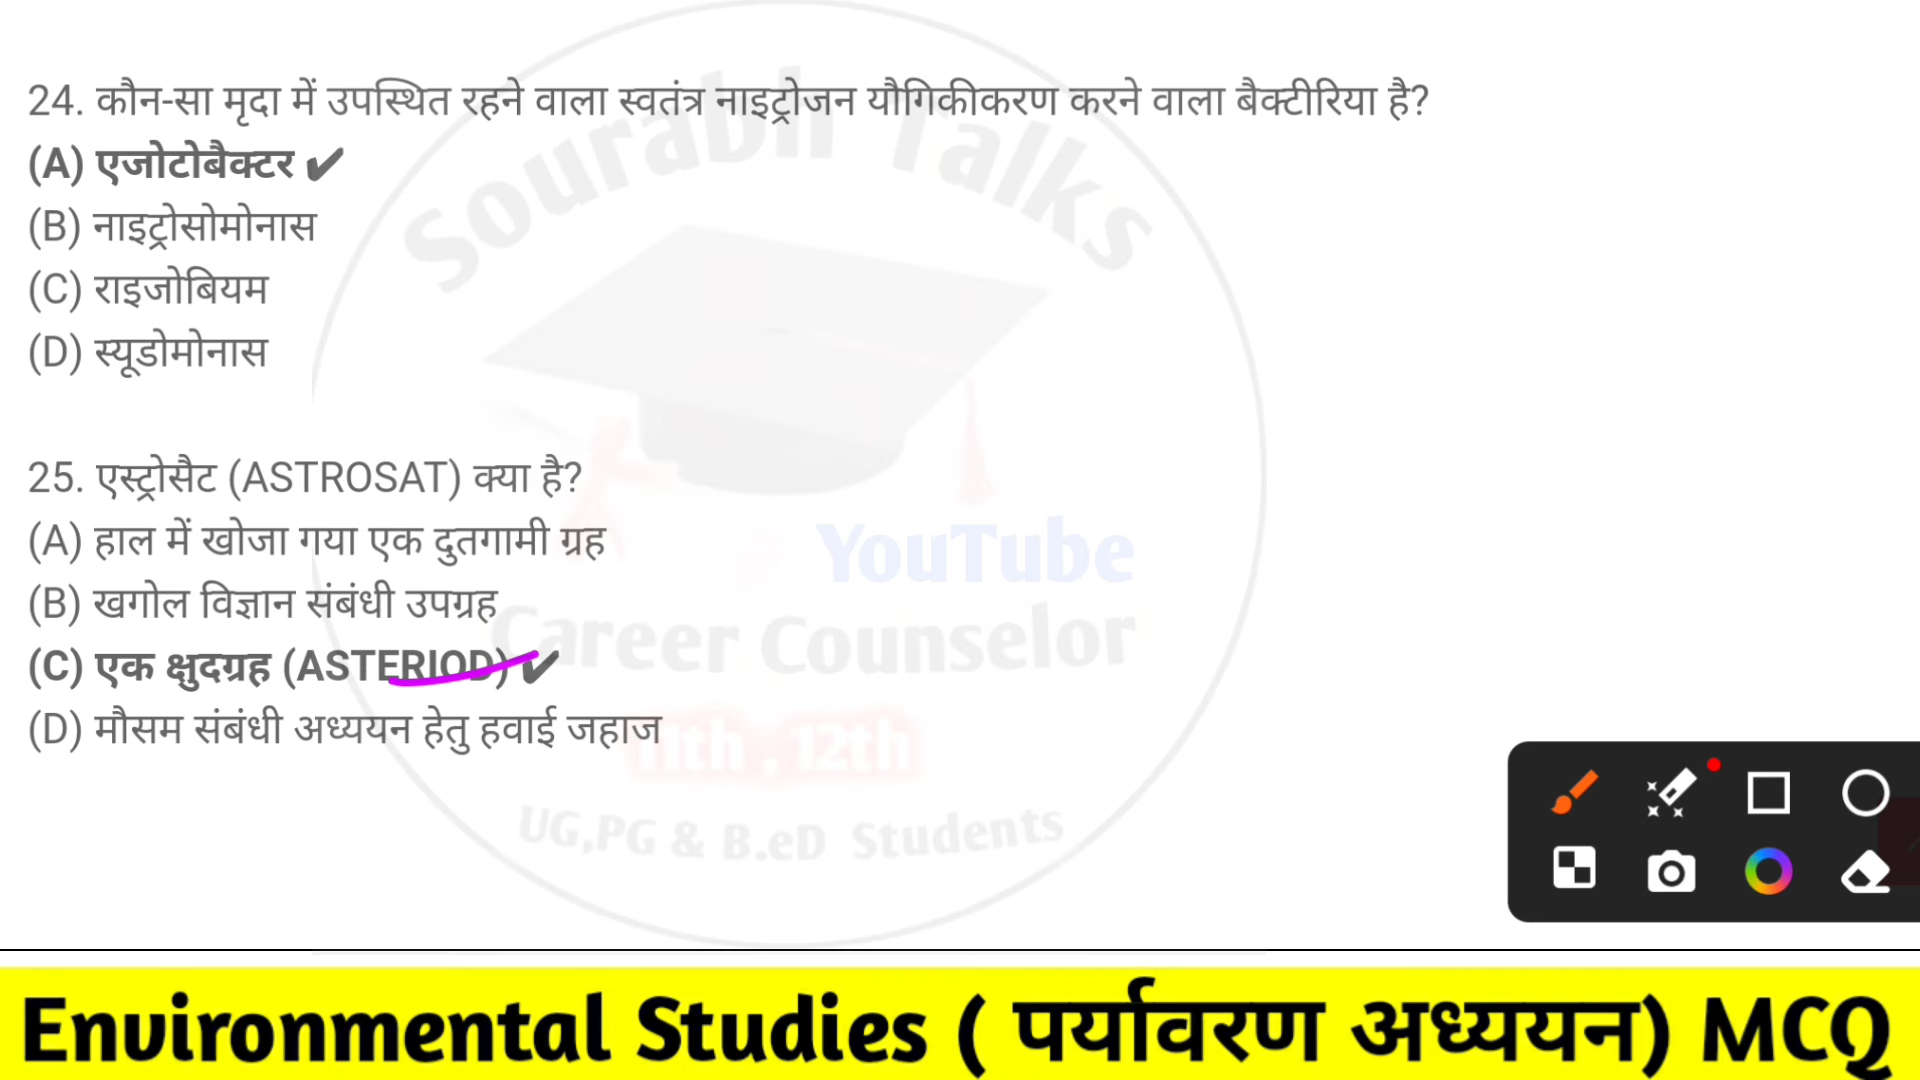 24. कौन-सा मृदा में उपस्थित रहने वाला स्वतंत्र नाइट्रोजन यौगिकीकरण करने वाला बैक्टीरिया है?
(A) एजोटोबैक्टर ✔
(B) नाइट्रोसोमोनास
(C) राइजोबियम
(D) स्यूडोमोनास
25. एस्ट्रोसैट (ASTROSAT) क्या है?
(A) हाल में खोजा गया एक दुतगामी ग्रह
(B) खगोल विज्ञान संबंधी उपग्रह
(C) एक क्षुदग्रह (ASTERIOD) ✔
(D) मौसम संबंधी अध्ययन हेतु हवाई जहाज
Sourabh Talks
YouTube
Career Counselor
11th , 12th
UG,PG & B.eD Students
Environmental Studies ( पर्यावरण अध्ययन) MCQ